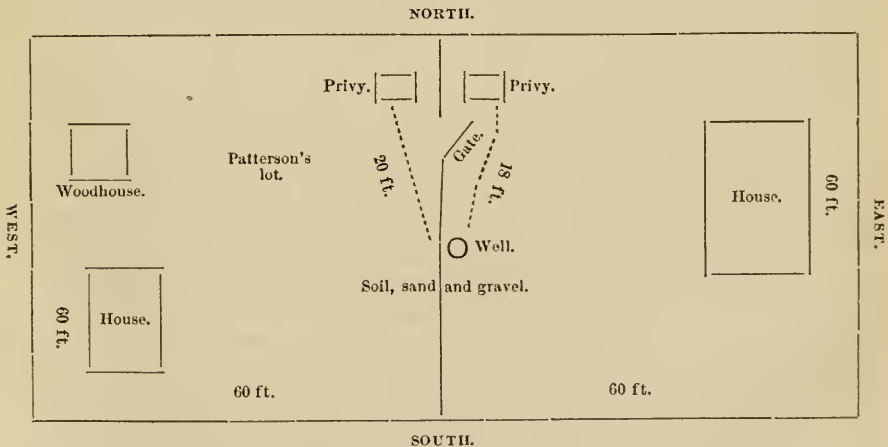 NORTH.
Privy.
Privy.
Gate.
Patterson's
lot.
20 ft.
18 ft.
Woodhouse.
House.
60 ft.
WEST.
EAST.
Well.
Soil, sand and gravel.
House.
60 ft.
60 ft.
60 ft.
SOUTH.